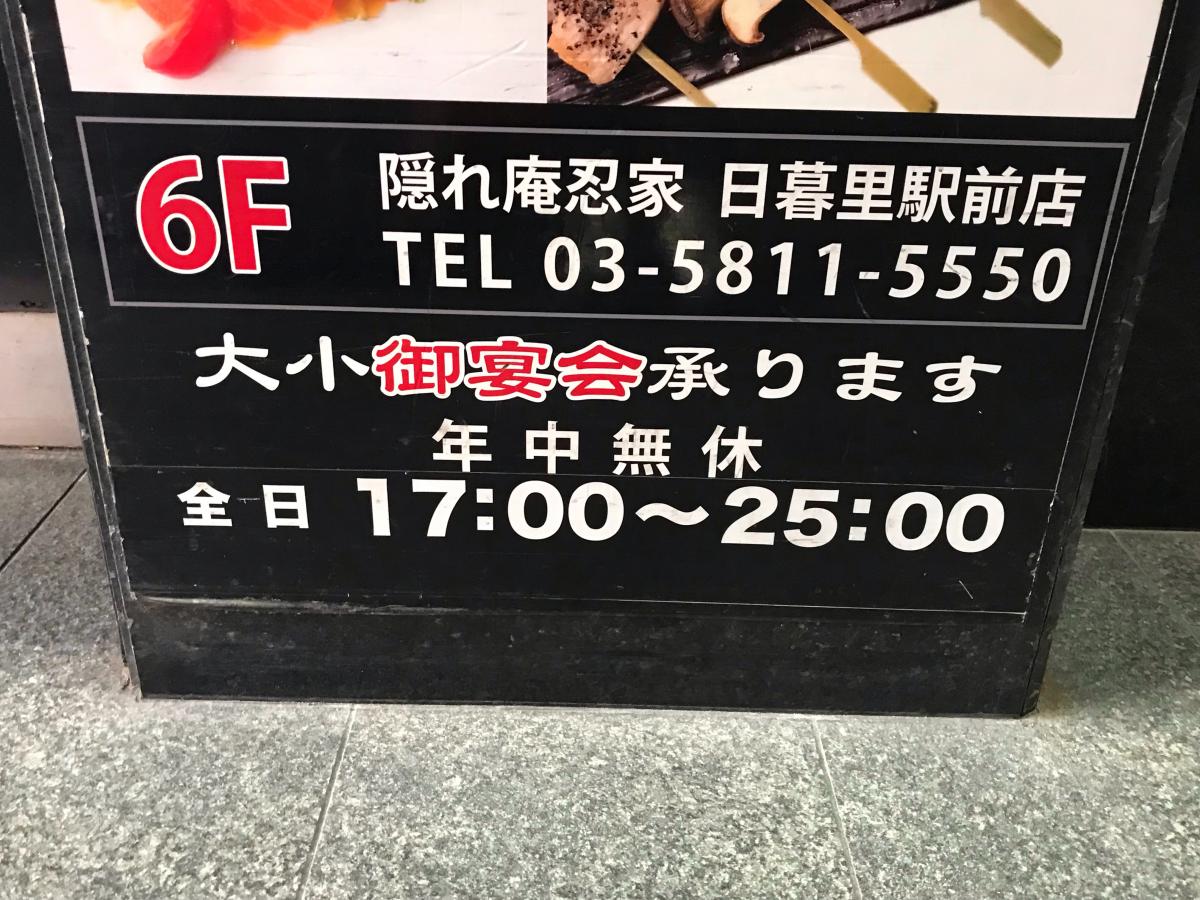 6F 隠れ庵忍家 日暮里駅前店
TEL 03-5811-5550
大小御宴会承ります
年中無休
全日 17:00〜25:00